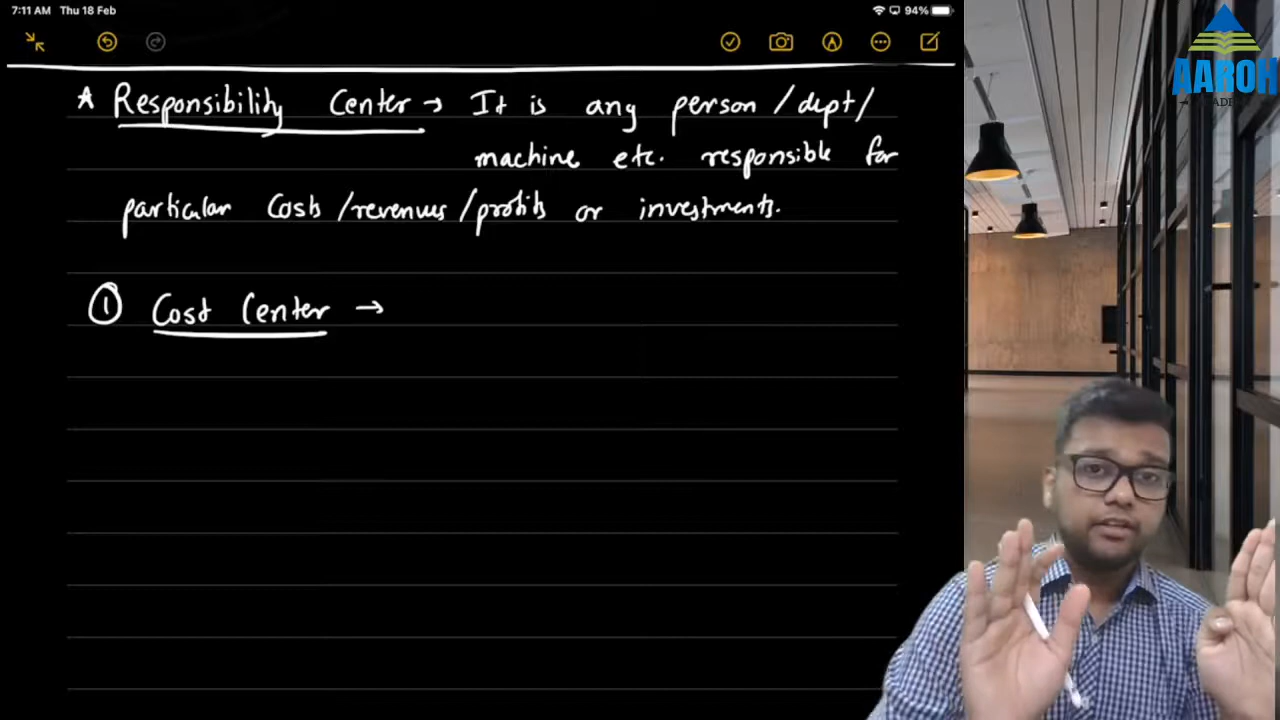 7:11 AM Thu 18 Feb
94%
★ Responsibility Center → It is any person /dept/
machine etc. responsible for
particular costs /revenues /profits or investments.
① Cost Center →
AAROH